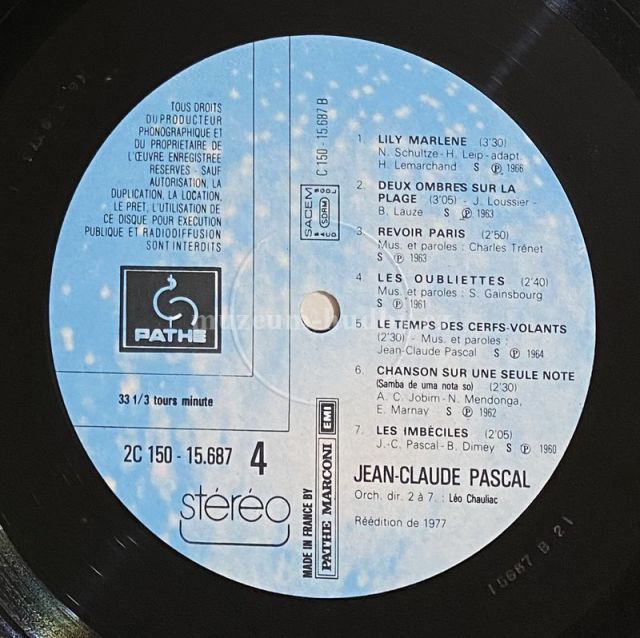 TOUS DROITS
DU PRODUCTEUR
PHONOGRAPHIQUE ET
DU PROPRIETAIRE DE
L'ŒUVRE ENREGISTREE
RESERVES - SAUF
AUTORISATION, LA
DUPLICATION, LA LOCATION,
LE PRET, L'UTILISATION DE
CE DISQUE POUR EXECUTION
PUBLIQUE ET RADIODIFFUSION
SONT INTERDITS
PATHE
33 1/3 tours minute
2C 150 - 15.687 4
stéréo
C 150 - 15.687 B
SACEM
SDRM
MADE IN FRANCE BY
PATHE MARCONI
EMI
1. LILY MARLENE (3'30)
N. Schultze - H. Leip - adapt.
H. Lemarchand S Ⓟ 1966
2. DEUX OMBRES SUR LA
PLAGE (3'05) - J. Loussier -
B. Lauze S Ⓟ 1963
3. REVOIR PARIS (2'50)
Mus. et paroles : Charles Trénet
S Ⓟ 1963
4. LES OUBLIETTES (2'40)
Mus. et paroles : S. Gainsbourg
S Ⓟ 1961
5. LE TEMPS DES CERFS-VOLANTS
(2'30) - Mus. et paroles :
Jean-Claude Pascal S Ⓟ 1964
6. CHANSON SUR UNE SEULE NOTE
(Samba de uma nota so) (2'30)
A. C. Jobim - N. Mendonga,
E. Marnay S Ⓟ 1962
7. LES IMBÈCILES (2'05)
J.-C. Pascal - B. Dimey S Ⓟ 1960
JEAN-CLAUDE PASCAL
Orch. dir. 2 à 7. : Léo Chauliac
Réédition de 1977
15687 B 21